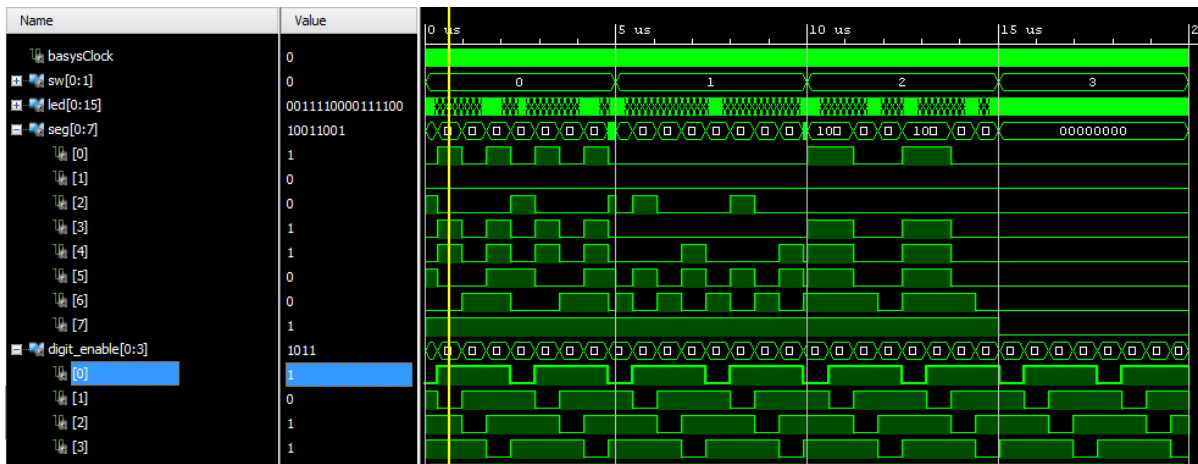 Name Value
0 us 5 us 10 us 15 us 2
basysClock 0
sw[0:1] 0 0 1 2 3
led[0:15] 0011110000111100
seg[0:7] 10011001 100 100 00000000
[0] 1
[1] 0
[2] 0
[3] 1
[4] 1
[5] 0
[6] 0
[7] 1
digit_enable[0:3] 1011
[0] 1
[1] 0
[2] 1
[3] 1